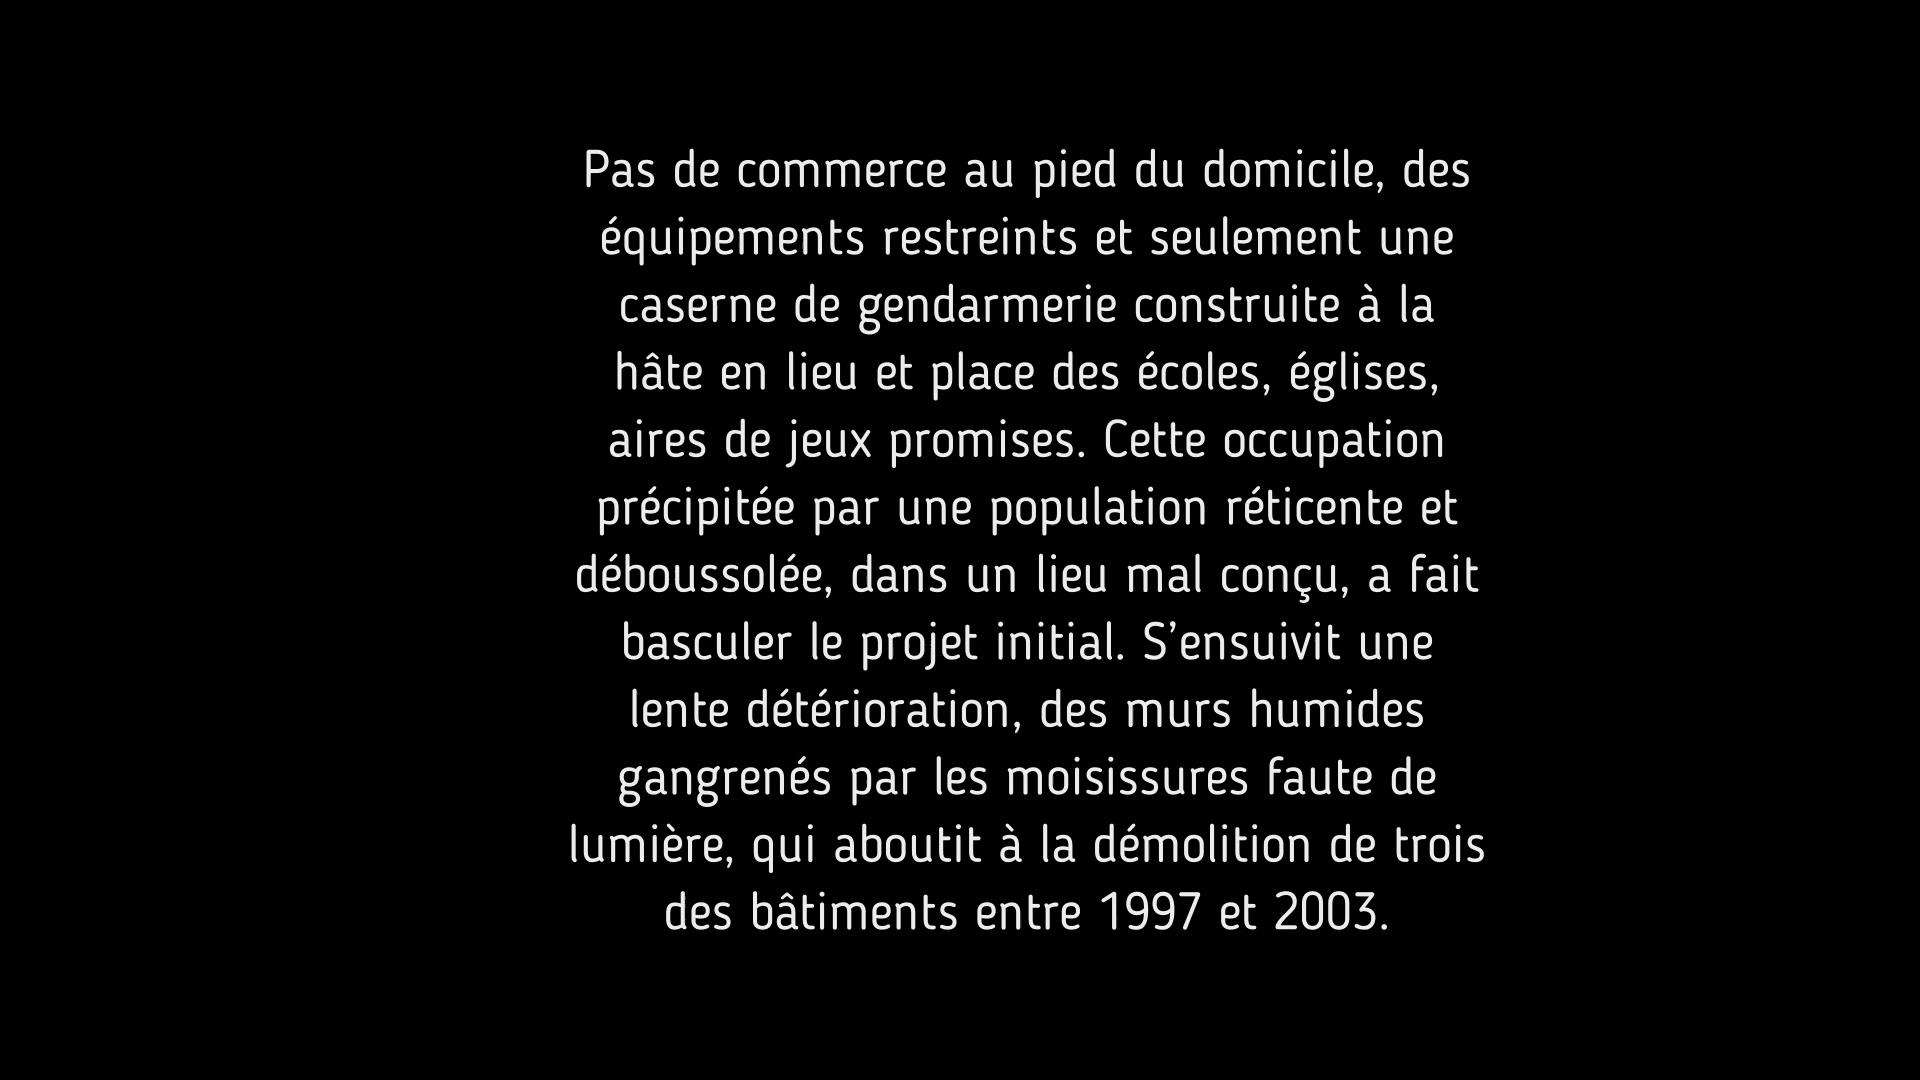 Pas de commerce au pied du domicile, des
équipements restreints et seulement une
caserne de gendarmerie construite à la
hâte en lieu et place des écoles, églises,
aires de jeux promises. Cette occupation
précipitée par une population réticente et
déboussolée, dans un lieu mal conçu, a fait
basculer le projet initial. S’ensuivit une
lente détérioration, des murs humides
gangrenés par les moisissures faute de
lumière, qui aboutit à la démolition de trois
des bâtiments entre 1997 et 2003.